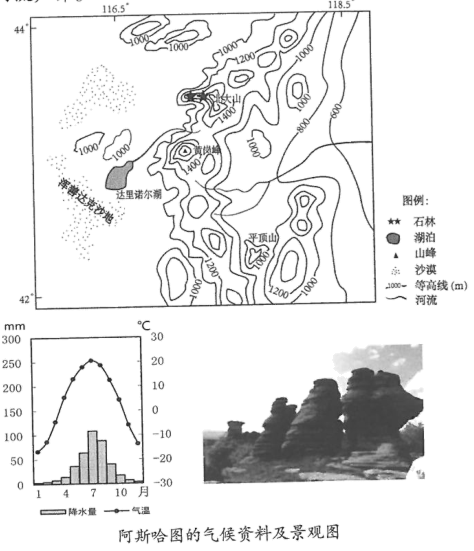 116.5°
118.5°
44°
1000
1000
1200
1000
1000
1400
1000
800
600
1000
1000
黄岗峰
1400
1000
浑善达克沙地
达里诺尔湖
平顶山
1000
1200
1000
1200
1000
42°
图例:
石林
湖泊
山峰
沙漠
1000 等高线(m)
河流
mm
℃
300
250
200
150
100
50
0
30
20
10
0
-10
-20
-30
1 4 7 10 月
降水量 气温
阿斯哈图的气候资料及景观图